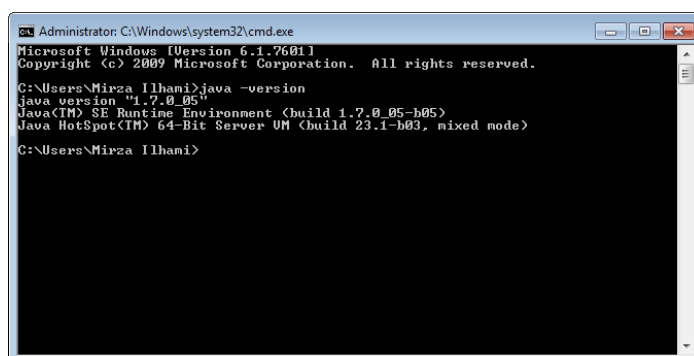 Administrator: C:\Windows\system32\cmd.exe
Microsoft Windows [Version 6.1.7601]
Copyright (c) 2009 Microsoft Corporation.  All rights reserved.
C:\Users\Mirza Ilhami>java -version
java version "1.7.0_05"
Java(TM) SE Runtime Environment (build 1.7.0_05-b05)
Java HotSpot(TM) 64-Bit Server VM (build 23.1-b03, mixed mode)
C:\Users\Mirza Ilhami>